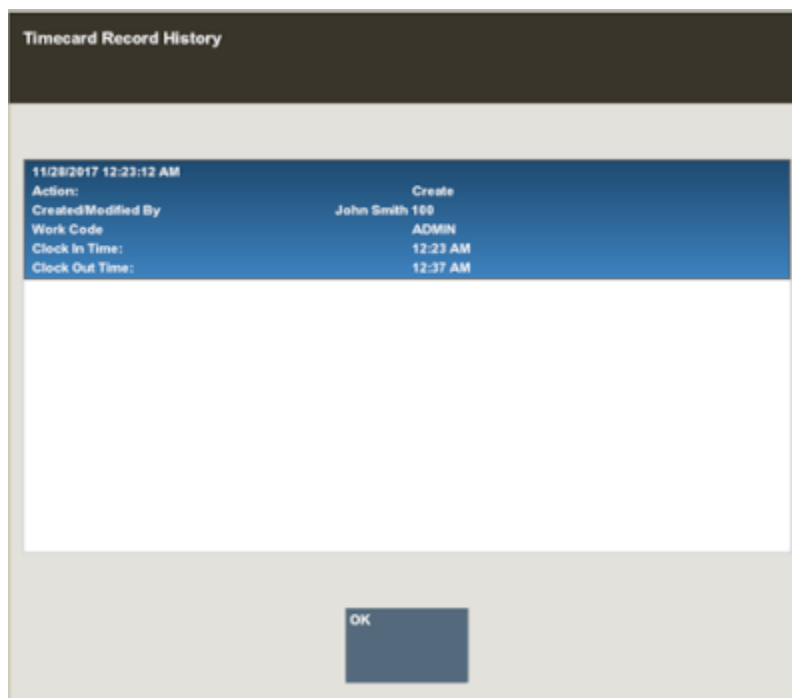 Timecard Record History
11/28/2017 12:23:12 AM
Action: Create
Created/Modified By John Smith 100
Work Code ADMIN
Clock In Time: 12:23 AM
Clock Out Time: 12:37 AM
OK